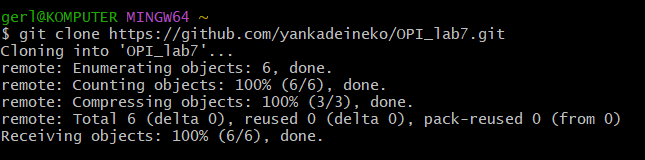 gerl@KOMPUTER MINGW64 ~
$ git clone https://github.com/yankadeineko/OPI_lab7.git
Cloning into 'OPI_lab7'...
remote: Enumerating objects: 6, done.
remote: Counting objects: 100% (6/6), done.
remote: Compressing objects: 100% (3/3), done.
remote: Total 6 (delta 0), reused 0 (delta 0), pack-reused 0 (from 0)
Receiving objects: 100% (6/6), done.